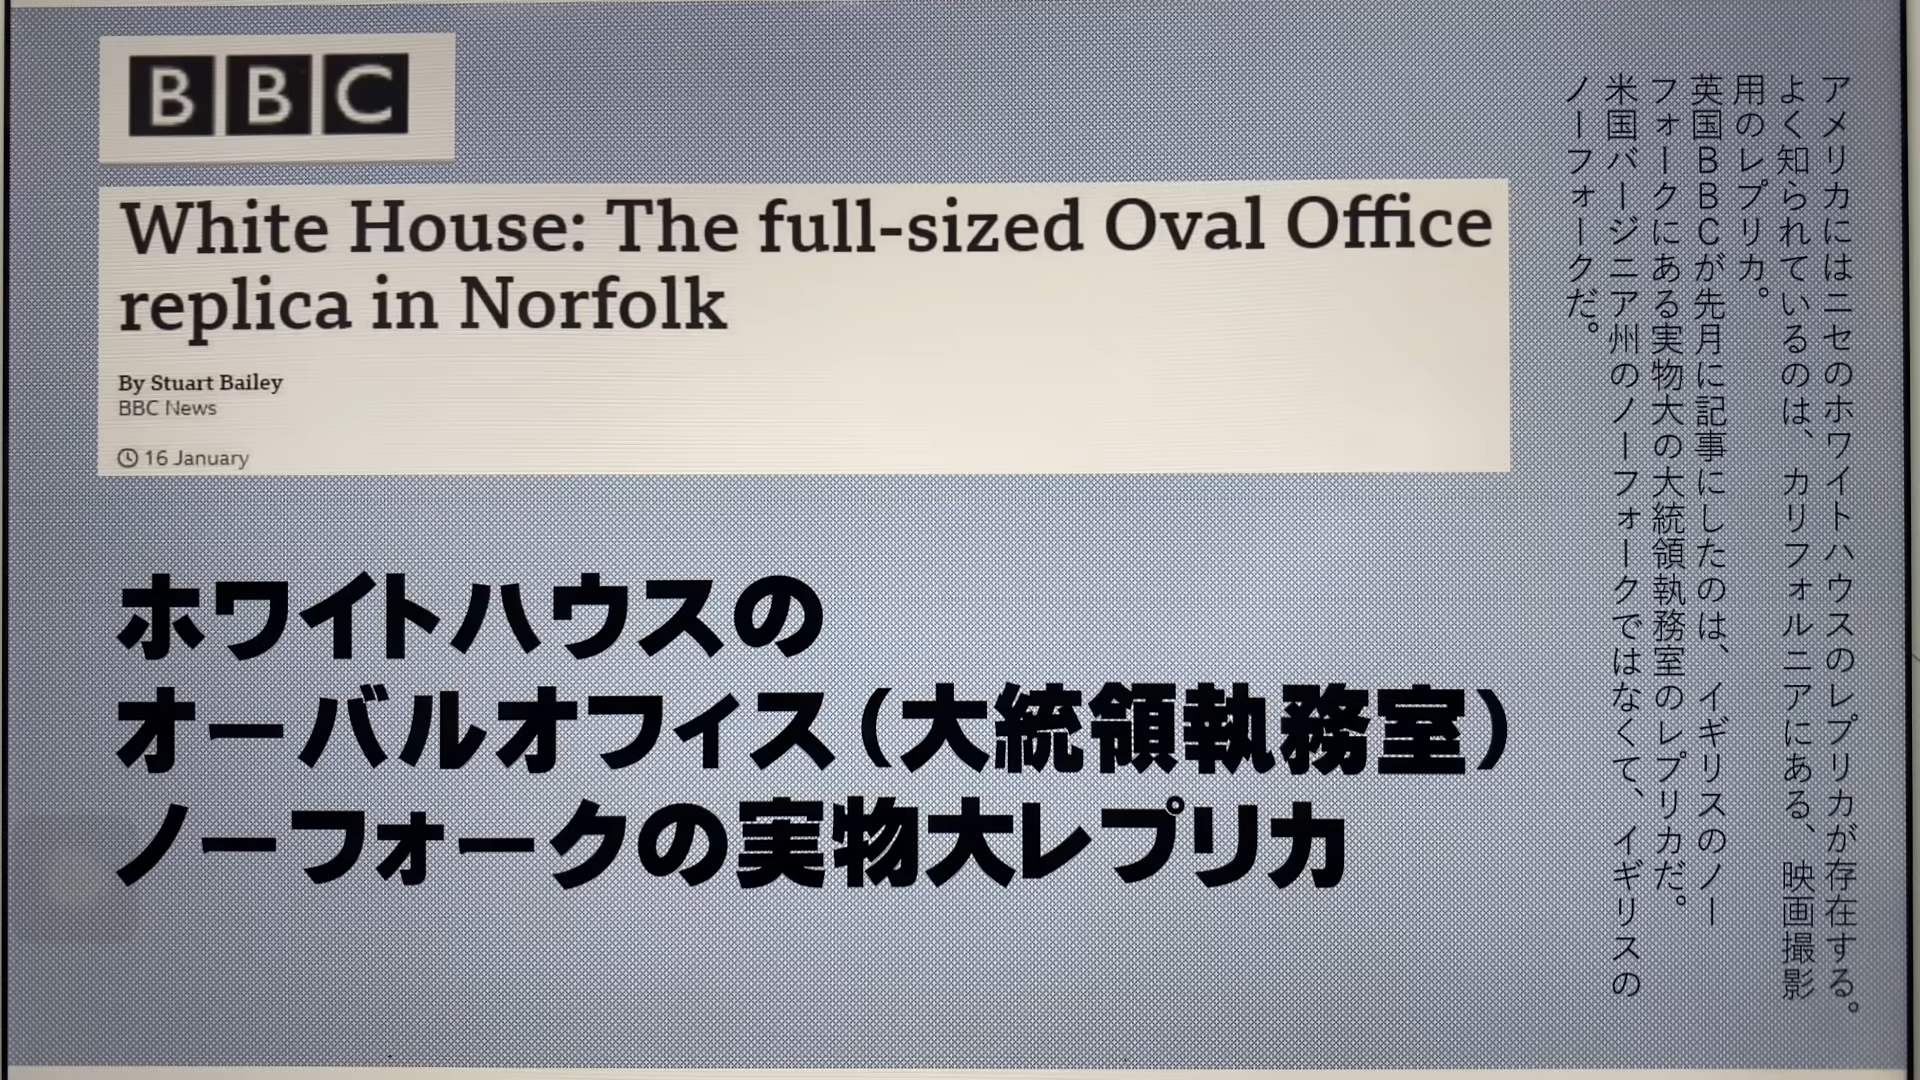 BBC
White House: The full-sized Oval Office
replica in Norfolk
By Stuart Bailey
BBC News
16 January
ホワイトハウスの
オーバルオフィス(大統領執務室)
ノーフォークの実物大レプリカ
アメリカにはニセのホワイトハウスのレプリカが存在する。
よく知られているのは、カリフォルニアにある、映画撮影
用のレプリカ。
英国BBCが先月に記事にしたのは、イギリスのノー
フォークにある実物大の大統領執務室のレプリカだ。
米国バージニア州のノーフォークではなくて、イギリスの
ノーフォークだ。